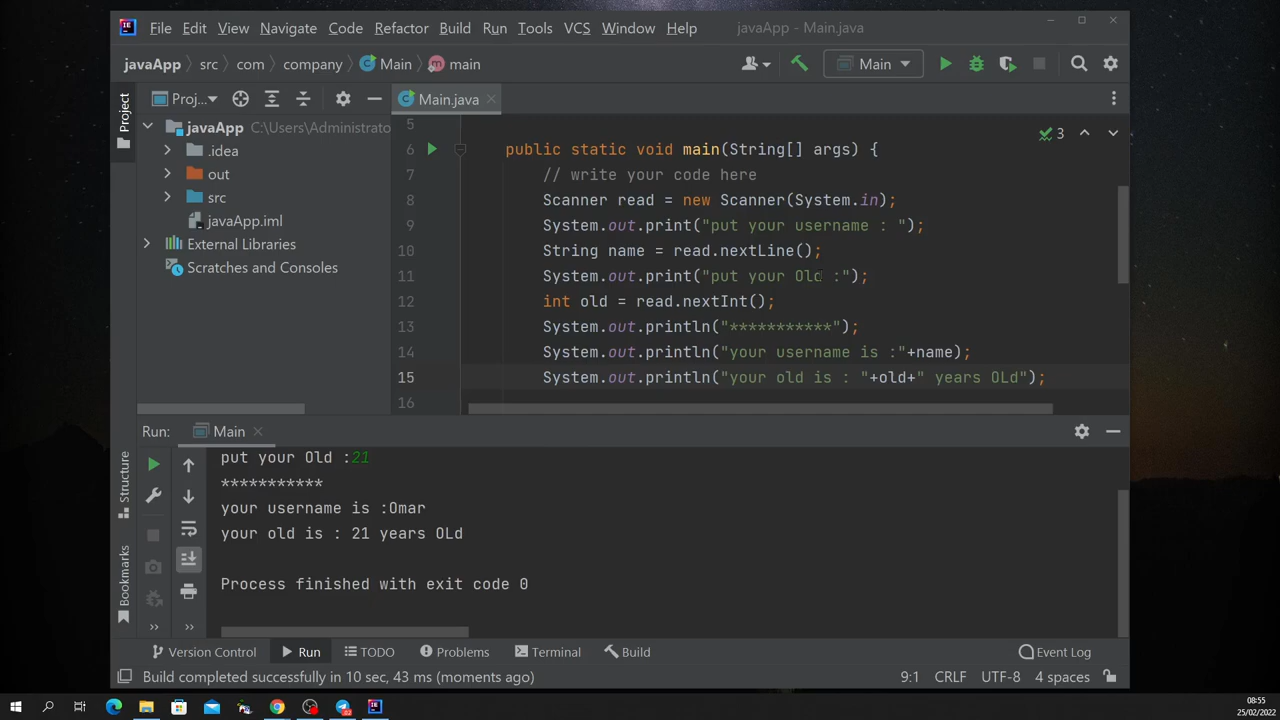 File Edit View Navigate Code Refactor Build Run Tools VCS Window Help javaApp - Main.java
javaApp src com company Main main Main
Project
Proj... Main.java
javaApp C:\Users\Administrato
.idea
out
src
javaApp.iml
External Libraries
Scratches and Consoles
3
5
6 public static void main(String[] args) {
7 // write your code here
8 Scanner read = new Scanner(System.in);
9 System.out.print("put your username : ");
10 String name = read.nextLine();
11 System.out.print("put your Old :");
12 int old = read.nextInt();
13 System.out.println("***********");
14 System.out.println("your username is :"+name);
15 System.out.println("your old is : "+old+" years OLd");
16
Run: Main
Structure
Bookmarks
put your Old :21
***********
your username is :Omar
your old is : 21 years OLd
Process finished with exit code 0
Version Control Run TODO Problems Terminal Build Event Log
Build completed successfully in 10 sec, 43 ms (moments ago) 9:1 CRLF UTF-8 4 spaces
08:55
25/02/2022